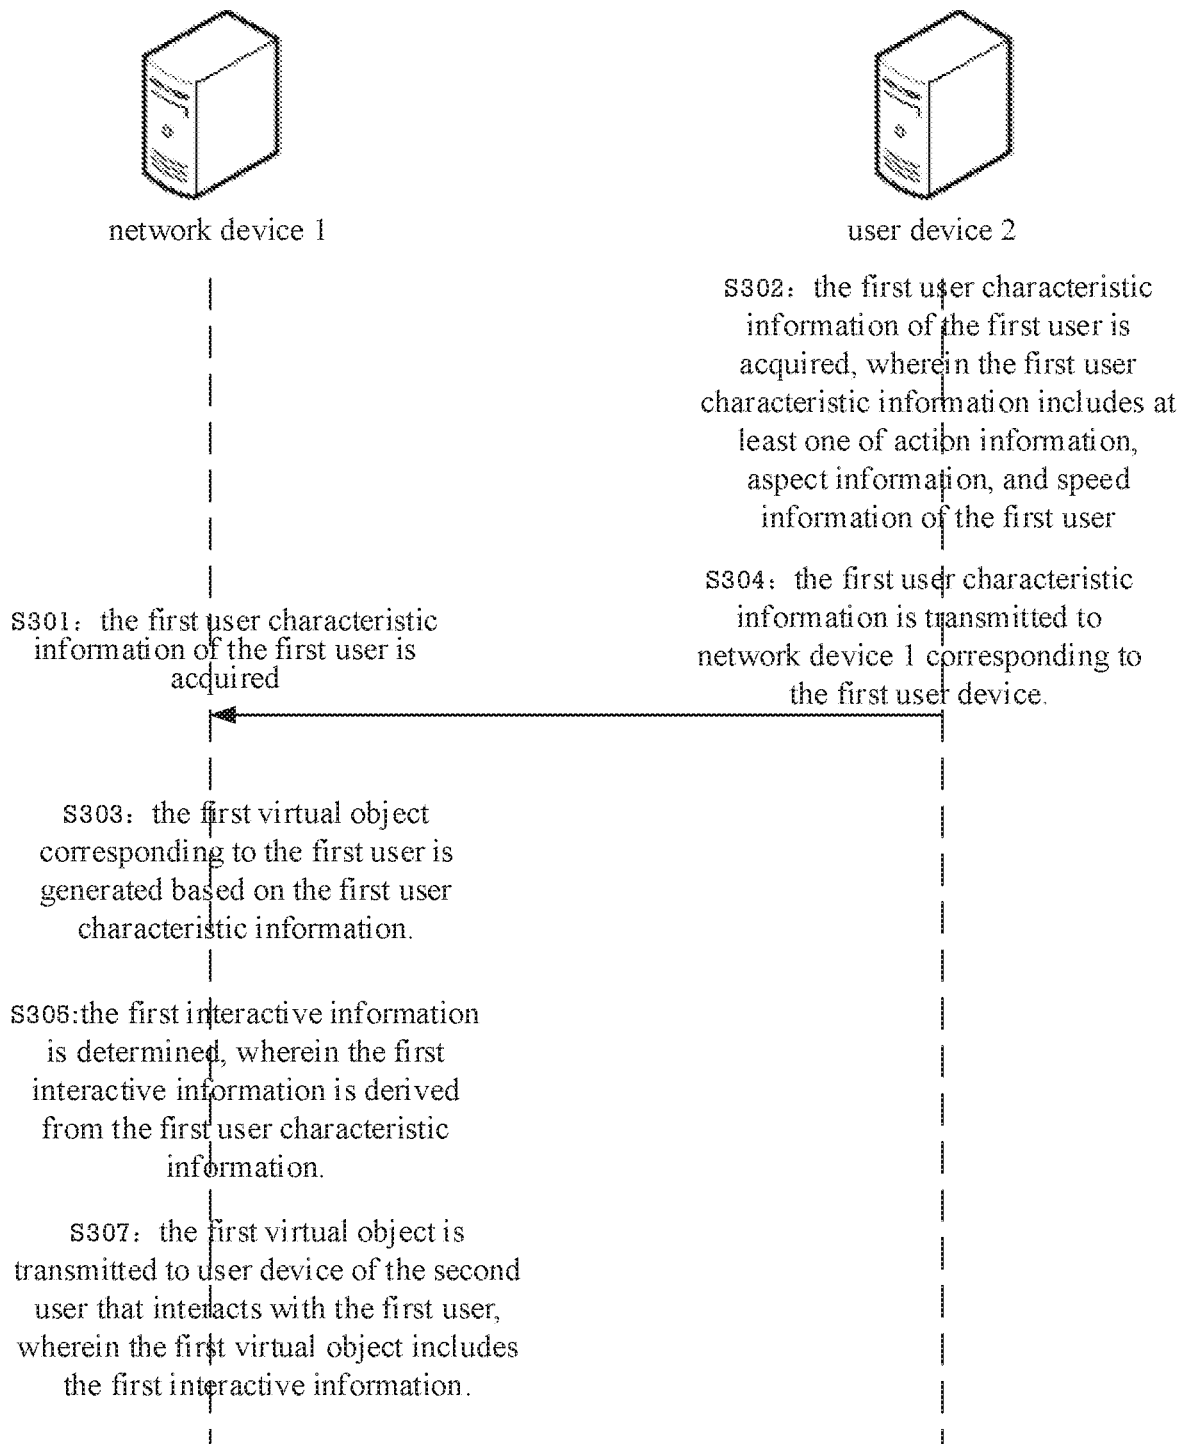 network device 1
user device 2
S302: the first user characteristic
information of the first user is
acquired, wherein the first user
characteristic information includes at
least one of action information,
aspect information, and speed
information of the first user
S304: the first user characteristic
information is transmitted to
network device 1 corresponding to
the first user device.
S301: the first user characteristic
information of the first user is
acquired
S303: the first virtual object
corresponding to the first user is
generated based on the first user
characteristic information.
S305:the first interactive information
is determined, wherein the first
interactive information is derived
from the first user characteristic
information.
S307: the first virtual object is
transmitted to user device of the second
user that interacts with the first user,
wherein the first virtual object includes
the first interactive information.